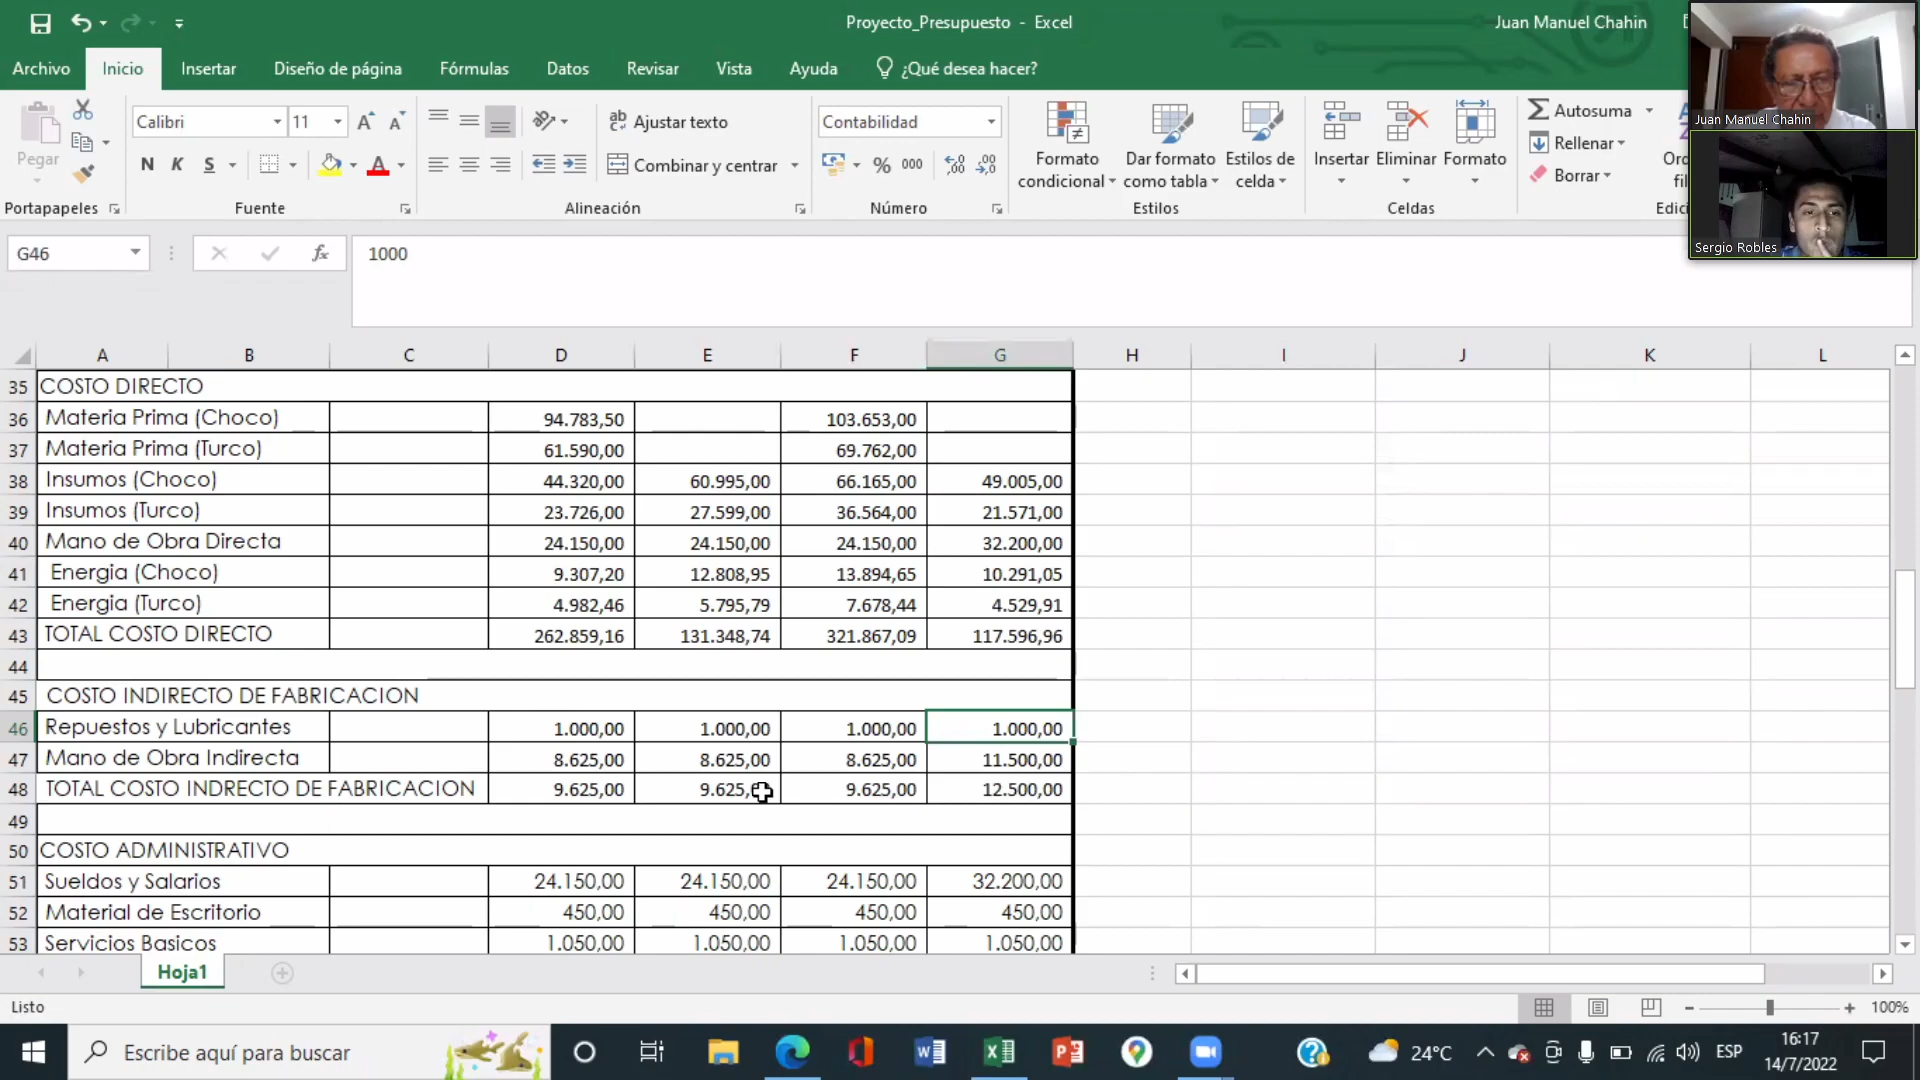 Proyecto_Presupuesto - Excel
Juan Manuel Chahin
Archivo Inicio Insertar Diseño de página Fórmulas Datos Revisar Vista Ayuda ¿Qué desea hacer?
Juan Manuel Chahin
Sergio Robles
Pegar
Calibri 11
N K S
Ajustar texto
Combinar y centrar
Contabilidad
% 000
Formato condicional
Dar formato como tabla
Estilos de celda
Insertar
Eliminar
Formato
Autosuma
Rellenar
Borrar
Portapapeles Fuente Alineación Número Estilos Celdas
G46 fx 1000
A B C D E F G H I J K L
35 COSTO DIRECTO
36 Materia Prima (Choco) 94.783,50 103.653,00
37 Materia Prima (Turco) 61.590,00 69.762,00
38 Insumos (Choco) 44.320,00 60.995,00 66.165,00 49.005,00
39 Insumos (Turco) 23.726,00 27.599,00 36.564,00 21.571,00
40 Mano de Obra Directa 24.150,00 24.150,00 24.150,00 32.200,00
41 Energia (Choco) 9.307,20 12.808,95 13.894,65 10.291,05
42 Energia (Turco) 4.982,46 5.795,79 7.678,44 4.529,91
43 TOTAL COSTO DIRECTO 262.859,16 131.348,74 321.867,09 117.596,96
44
45 COSTO INDIRECTO DE FABRICACION
46 Repuestos y Lubricantes 1.000,00 1.000,00 1.000,00 1.000,00
47 Mano de Obra Indirecta 8.625,00 8.625,00 8.625,00 11.500,00
48 TOTAL COSTO INDRECTO DE FABRICACION 9.625,00 9.625, 9.625,00 12.500,00
49
50 COSTO ADMINISTRATIVO
51 Sueldos y Salarios 24.150,00 24.150,00 24.150,00 32.200,00
52 Material de Escritorio 450,00 450,00 450,00 450,00
53 Servicios Basicos 1.050,00 1.050,00 1.050,00 1.050,00
Hoja1
Listo
100%
Escribe aquí para buscar
24°C
ESP
16:17
14/7/2022